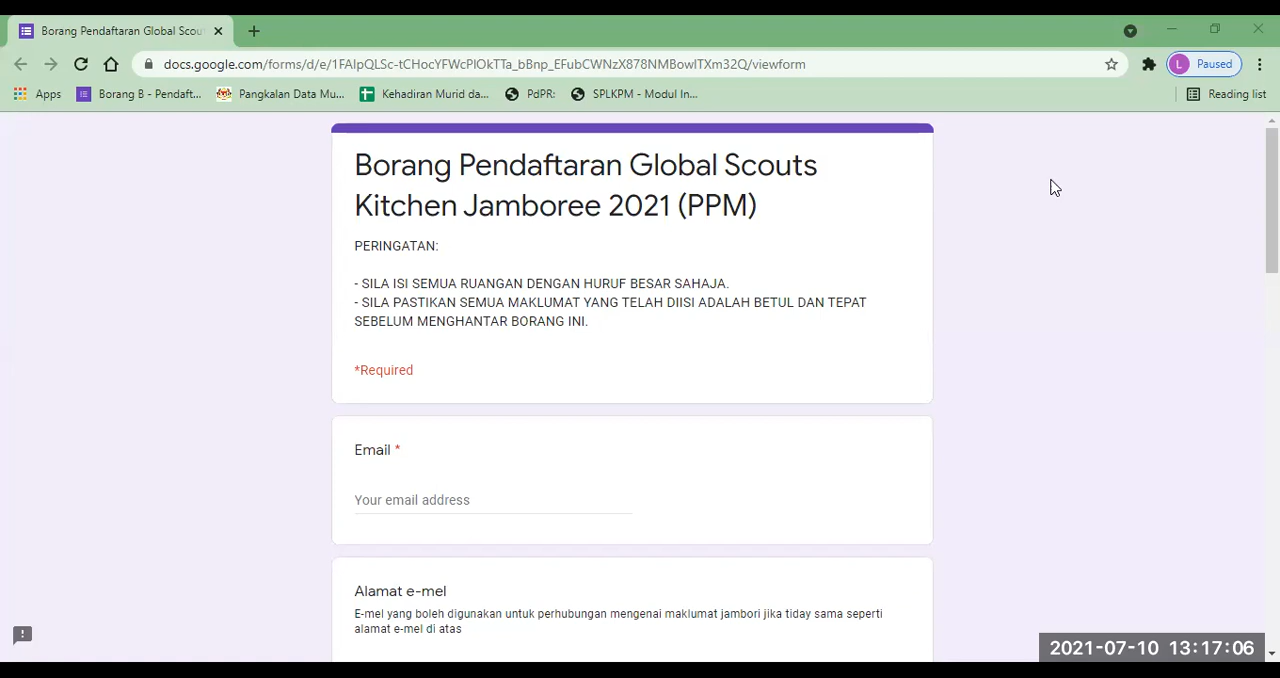 Borang Pendaftaran Global Scou
docs.google.com/forms/d/e/1FAIpQLSc-tCHocYFWcPlDkTTa_bBnp_EFubCWNzX878NMBowITXm32Q/viewform
L Paused
Apps Borang B - Pendaft... Pangkalan Data Mu... Kehadiran Murid da... PdPR: SPLKPM - Modul In... Reading list
Borang Pendaftaran Global Scouts
Kitchen Jamboree 2021 (PPM)
PERINGATAN:
- SILA ISI SEMUA RUANGAN DENGAN HURUF BESAR SAHAJA.
- SILA PASTIKAN SEMUA MAKLUMAT YANG TELAH DIISI ADALAH BETUL DAN TEPAT
SEBELUM MENGHANTAR BORANG INI.
*Required
Email *
Your email address
Alamat e-mel
E-mel yang boleh digunakan untuk perhubungan mengenai maklumat jambori jika tiday sama seperti
alamat e-mel di atas
2021-07-10 13:17:06